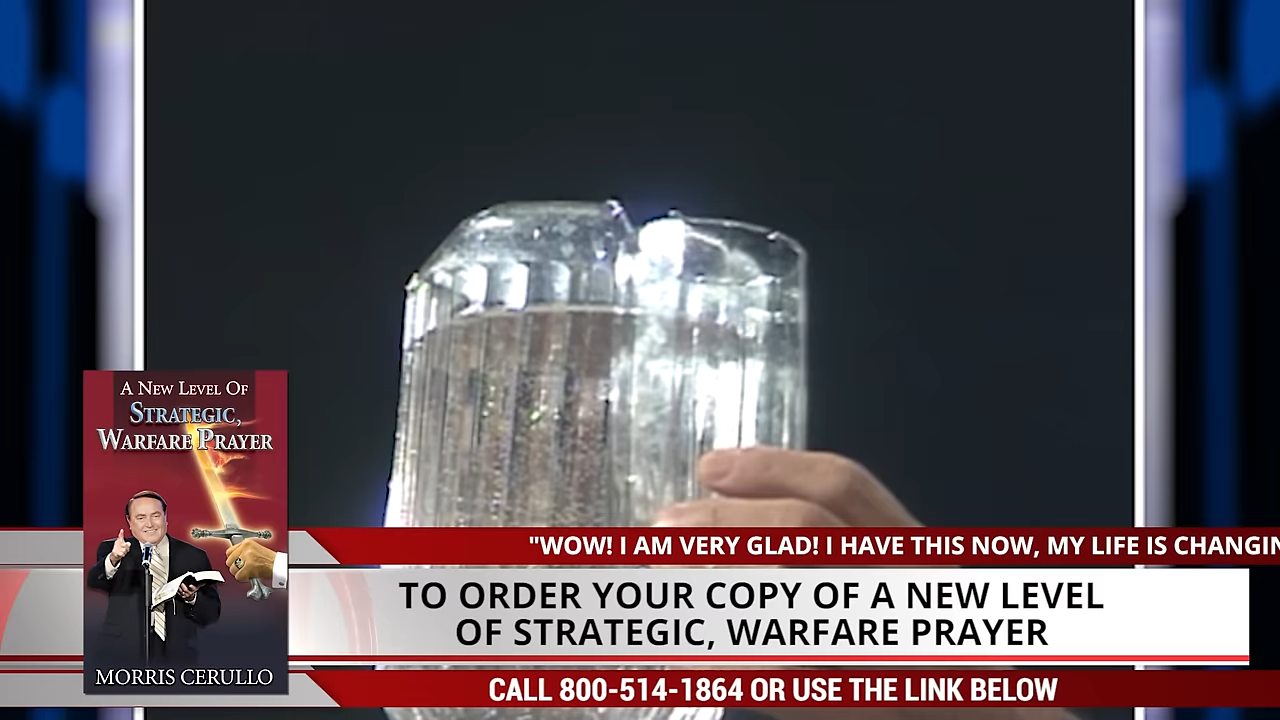 A NEW LEVEL OF
STRATEGIC,
WARFARE PRAYER
MORRIS CERULLO
"WOW! I AM VERY GLAD! I HAVE THIS NOW, MY LIFE IS CHANGIN
TO ORDER YOUR COPY OF A NEW LEVEL
OF STRATEGIC, WARFARE PRAYER
CALL 800-514-1864 OR USE THE LINK BELOW